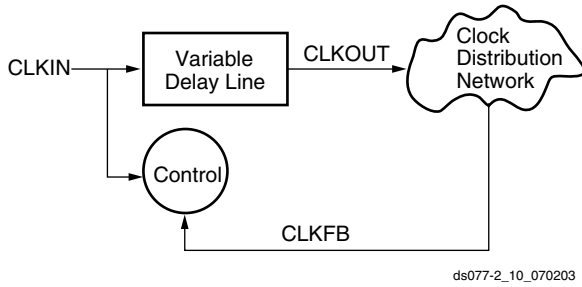 CLKIN
Variable
Delay Line
CLKOUT
Clock
Distribution
Network
Control
CLKFB
ds077-2_10_070203